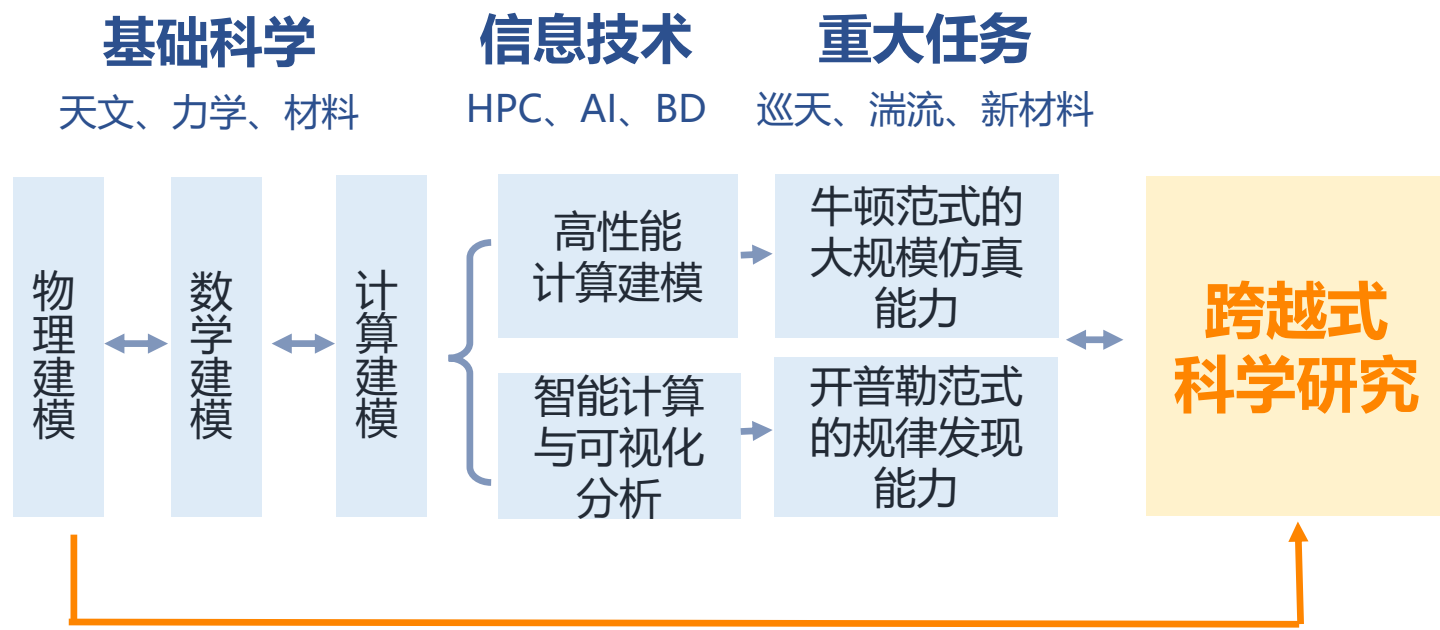 基础科学
信息技术
重大任务
天文、力学、材料
HPC、AI、BD
巡天、湍流、新材料
物理建模
数学建模
计算建模
高性能
计算建模
智能计算
与可视化
分析
牛顿范式的
大规模仿真
能力
开普勒范式
的规律发现
能力
跨越式
科学研究